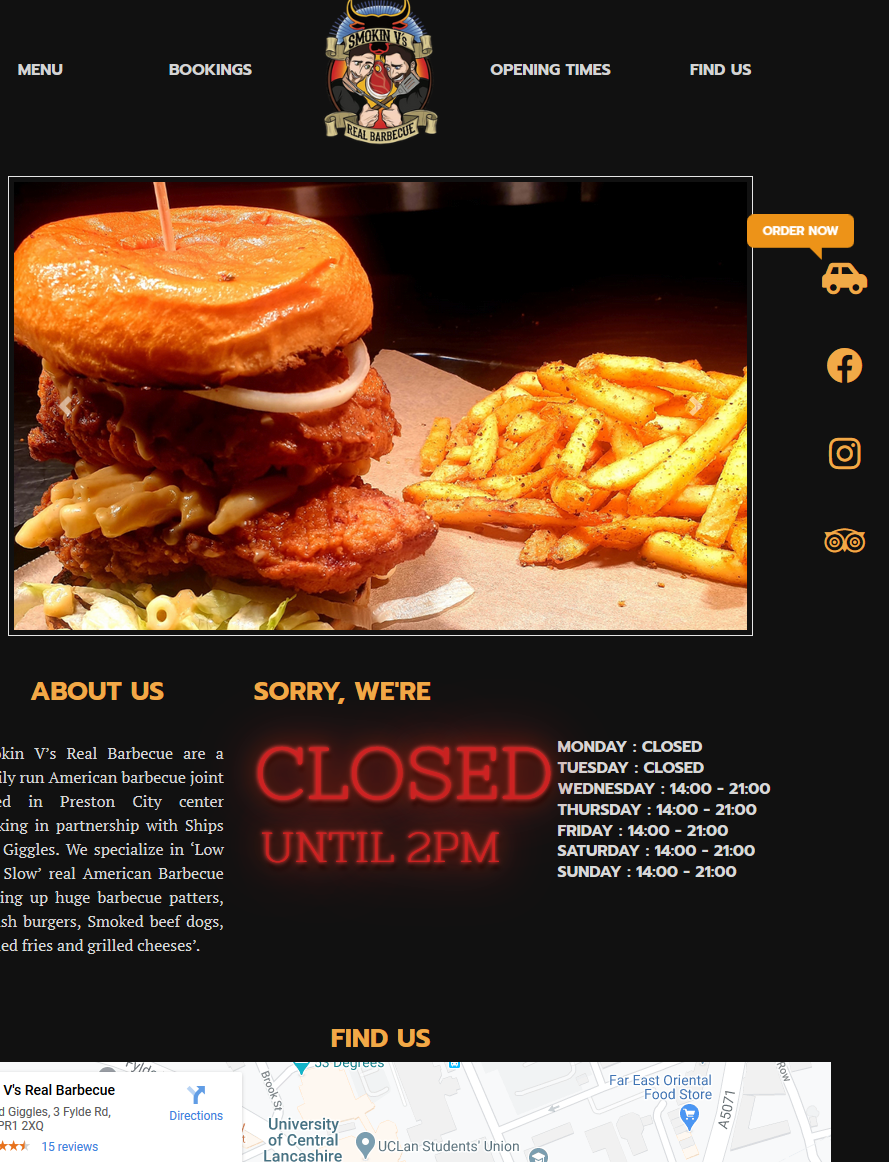 MENU
BOOKINGS
SMOKIN V's
REAL BARBECUE
OPENING TIMES
FIND US
ORDER NOW
ABOUT US
kin V’s Real Barbecue are a
ily run American barbecue joint
ed in Preston City center
king in partnership with Ships
Giggles. We specialize in ‘Low
Slow’ real American Barbecue
ing up huge barbecue patters,
sh burgers, Smoked beef dogs,
ed fries and grilled cheeses’.
SORRY, WE'RE
CLOSED
UNTIL 2PM
MONDAY : CLOSED
TUESDAY : CLOSED
WEDNESDAY : 14:00 - 21:00
THURSDAY : 14:00 - 21:00
FRIDAY : 14:00 - 21:00
SATURDAY : 14:00 - 21:00
SUNDAY : 14:00 - 21:00
FIND US
V's Real Barbecue
d Giggles, 3 Fylde Rd,
PR1 2XQ
15 reviews
Directions
Fylde
Brook St
53 Degrees
University
of Central
Lancashire
UCLan Students' Union
Far East Oriental
Food Store
A5071
Row